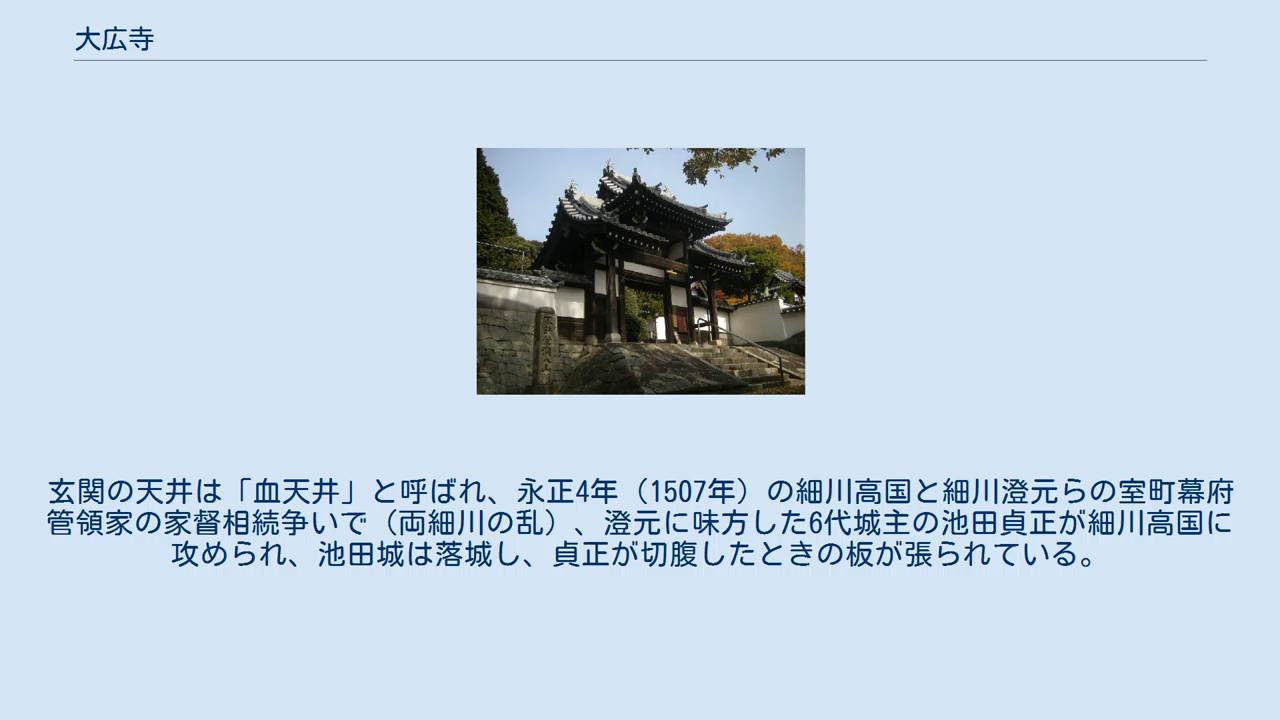 大広寺
玄関の天井は「血天井」と呼ばれ、永正4年（1507年）の細川高国と細川澄元らの室町幕府
管領家の家督相続争いで（両細川の乱）、澄元に味方した6代城主の池田貞正が細川高国に
攻められ、池田城は落城し、貞正が切腹したときの板が張られている。